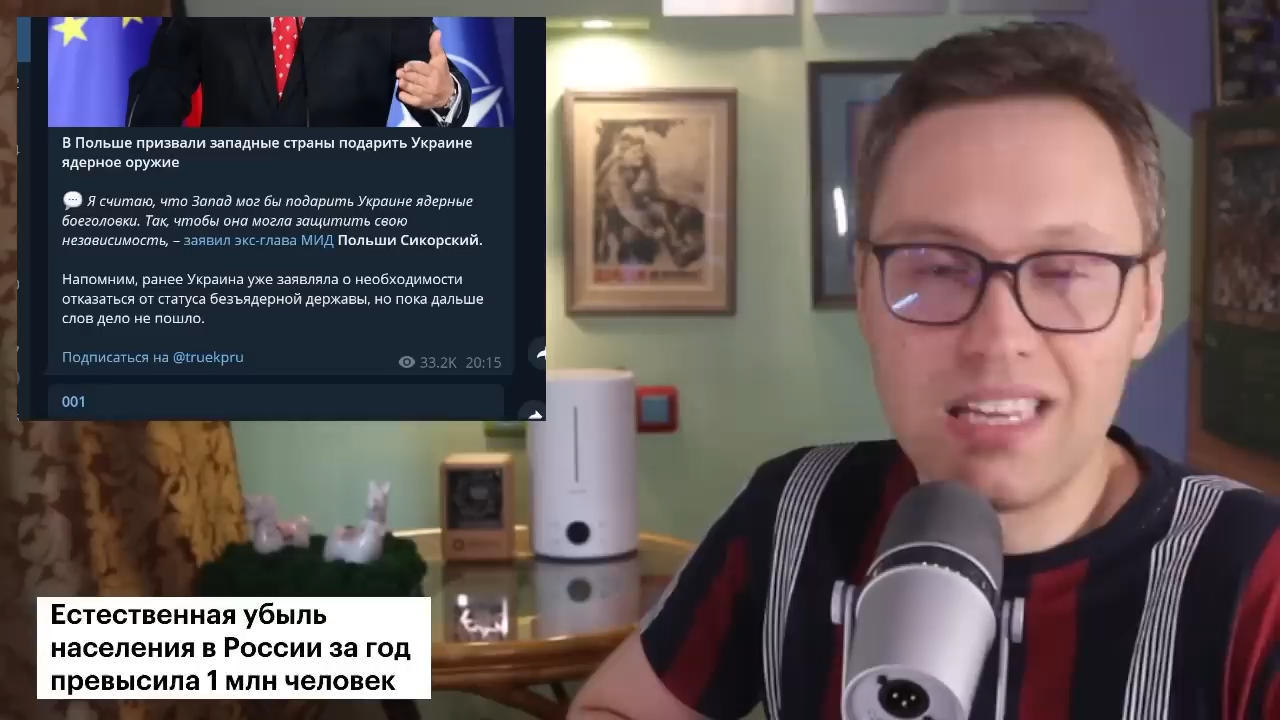 В Польше призвали западные страны подарить Украине
ядерное оружие
Я считаю, что Запад мог бы подарить Украине ядерные
боеголовки. Так, чтобы она могла защитить свою
независимость, – заявил экс-глава МИД Польши Сикорский.
Напомним, ранее Украина уже заявляла о необходимости
отказаться от статуса безъядерной державы, но пока дальше
слов дело не пошло.
Подписаться на @truekpru
33.2K 20:15
001
Естественная убыль
населения в России за год
превысила 1 млн человек